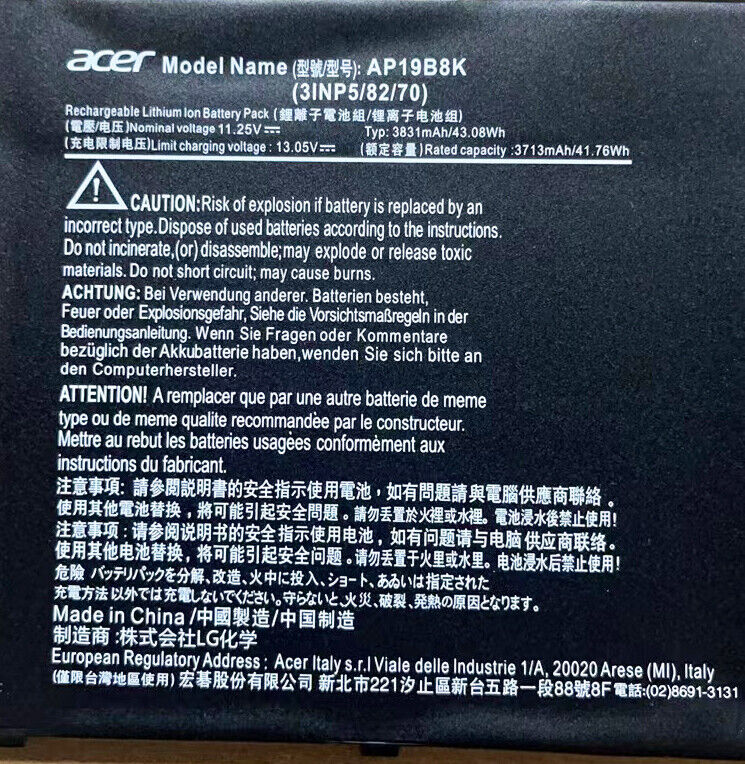 acer Model Name (型號/型号): AP19B8K
(3INP5/82/70)
Rechargeable Lithium Ion Battery Pack (鋰離子電池組/锂离子电池组)
(電壓/电压)Nominal voltage 11.25V⎓ Typ: 3831mAh/43.08Wh
(充电限制电压)Limit charging voltage : 13.05V⎓ (额定容量)Rated capacity :3713mAh/41.76Wh
CAUTION:Risk of explosion if battery is replaced by an
incorrect type.Dispose of used batteries according to the instructions.
Do not incinerate,(or) disassemble;may explode or release toxic
materials. Do not short circuit; may cause burns.
ACHTUNG: Bei Verwendung anderer. Batterien besteht,
Feuer oder Explosionsgefahr, Siehe die Vorsichtsmaßregeln in der
Bedienungsanleitung. Wenn Sie Fragen oder Kommentare
bezüglich der Akkubatterie haben,wenden Sie sich bitte an
den Computerhersteller.
ATTENTION! A remplacer que par une autre batterie de meme
type ou de meme qualite recommandèe par le constructeur.
Mettre au rebut les batteries usagèes conformèment aux
instructions du fabricant.
注意事項: 請參閱説明書的安全指示使用電池，如有問題請與電腦供應商聯絡。
使用其他電池替換，將可能引起安全問題。請勿丟置於火裡或水裡。電池浸水後禁止使用!
注意事项:请参阅说明书的安全指示使用电池，如有问题请与电脑供应商联络。
使用其他电池替换，将可能引起安全问题。请勿丢置于火里或水里。电池浸水后禁止使用!
危險 バッテリパックを分解、改造、火中に投入、ショート、あるいは指定された
充電方法 以外では充電しないでください。守らないと、火災、破裂、発熱の原因となります。
Made in China /中國製造/中国制造
制造商:株式会社LG化学
European Regulatory Address : Acer Italy s.r.l Viale delle Industrie 1/A, 20020 Arese (MI), Italy
(僅限台灣地區使用) 宏碁股份有限公司 新北市221汐止區新台五路一段88號8F 電話:(02)8691-3131